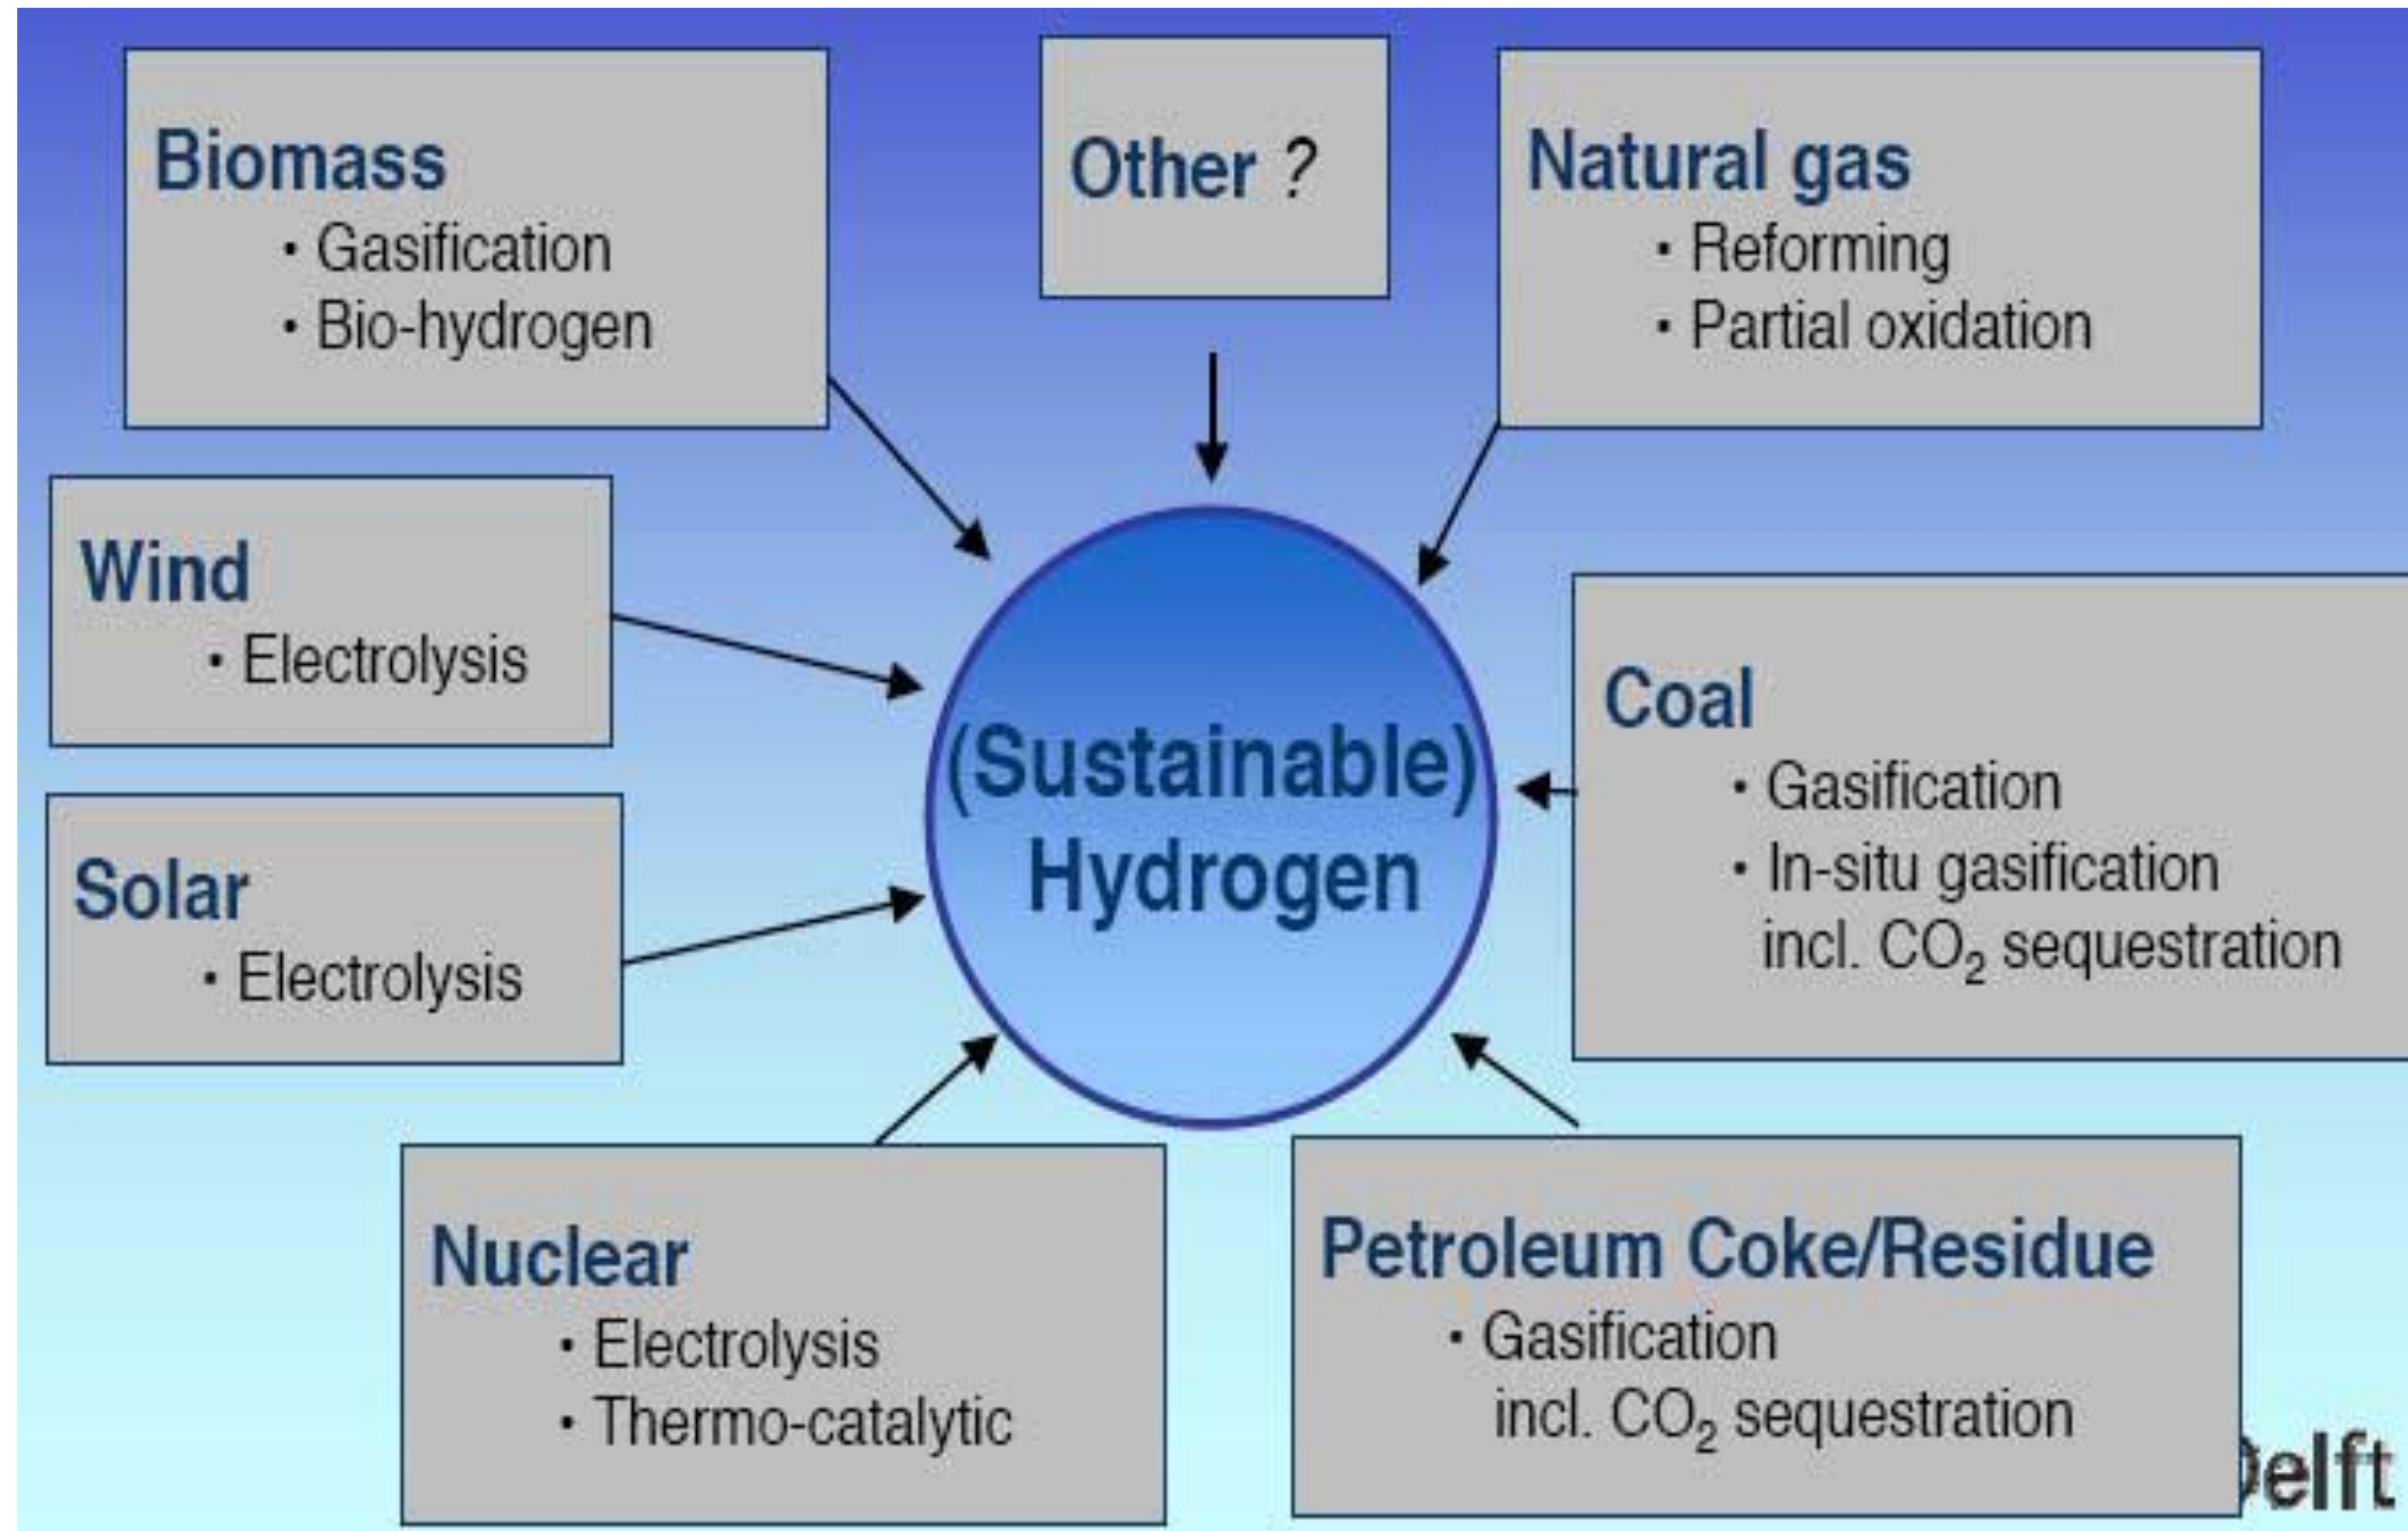 Biomass
• Gasification
• Bio-hydrogen
Other ?
Natural gas
• Reforming
• Partial oxidation
Wind
• Electrolysis
Solar
• Electrolysis
(Sustainable)
Hydrogen
Coal
• Gasification
• In-situ gasification
incl. CO₂ sequestration
Nuclear
• Electrolysis
• Thermo-catalytic
Petroleum Coke/Residue
• Gasification
incl. CO₂ sequestration